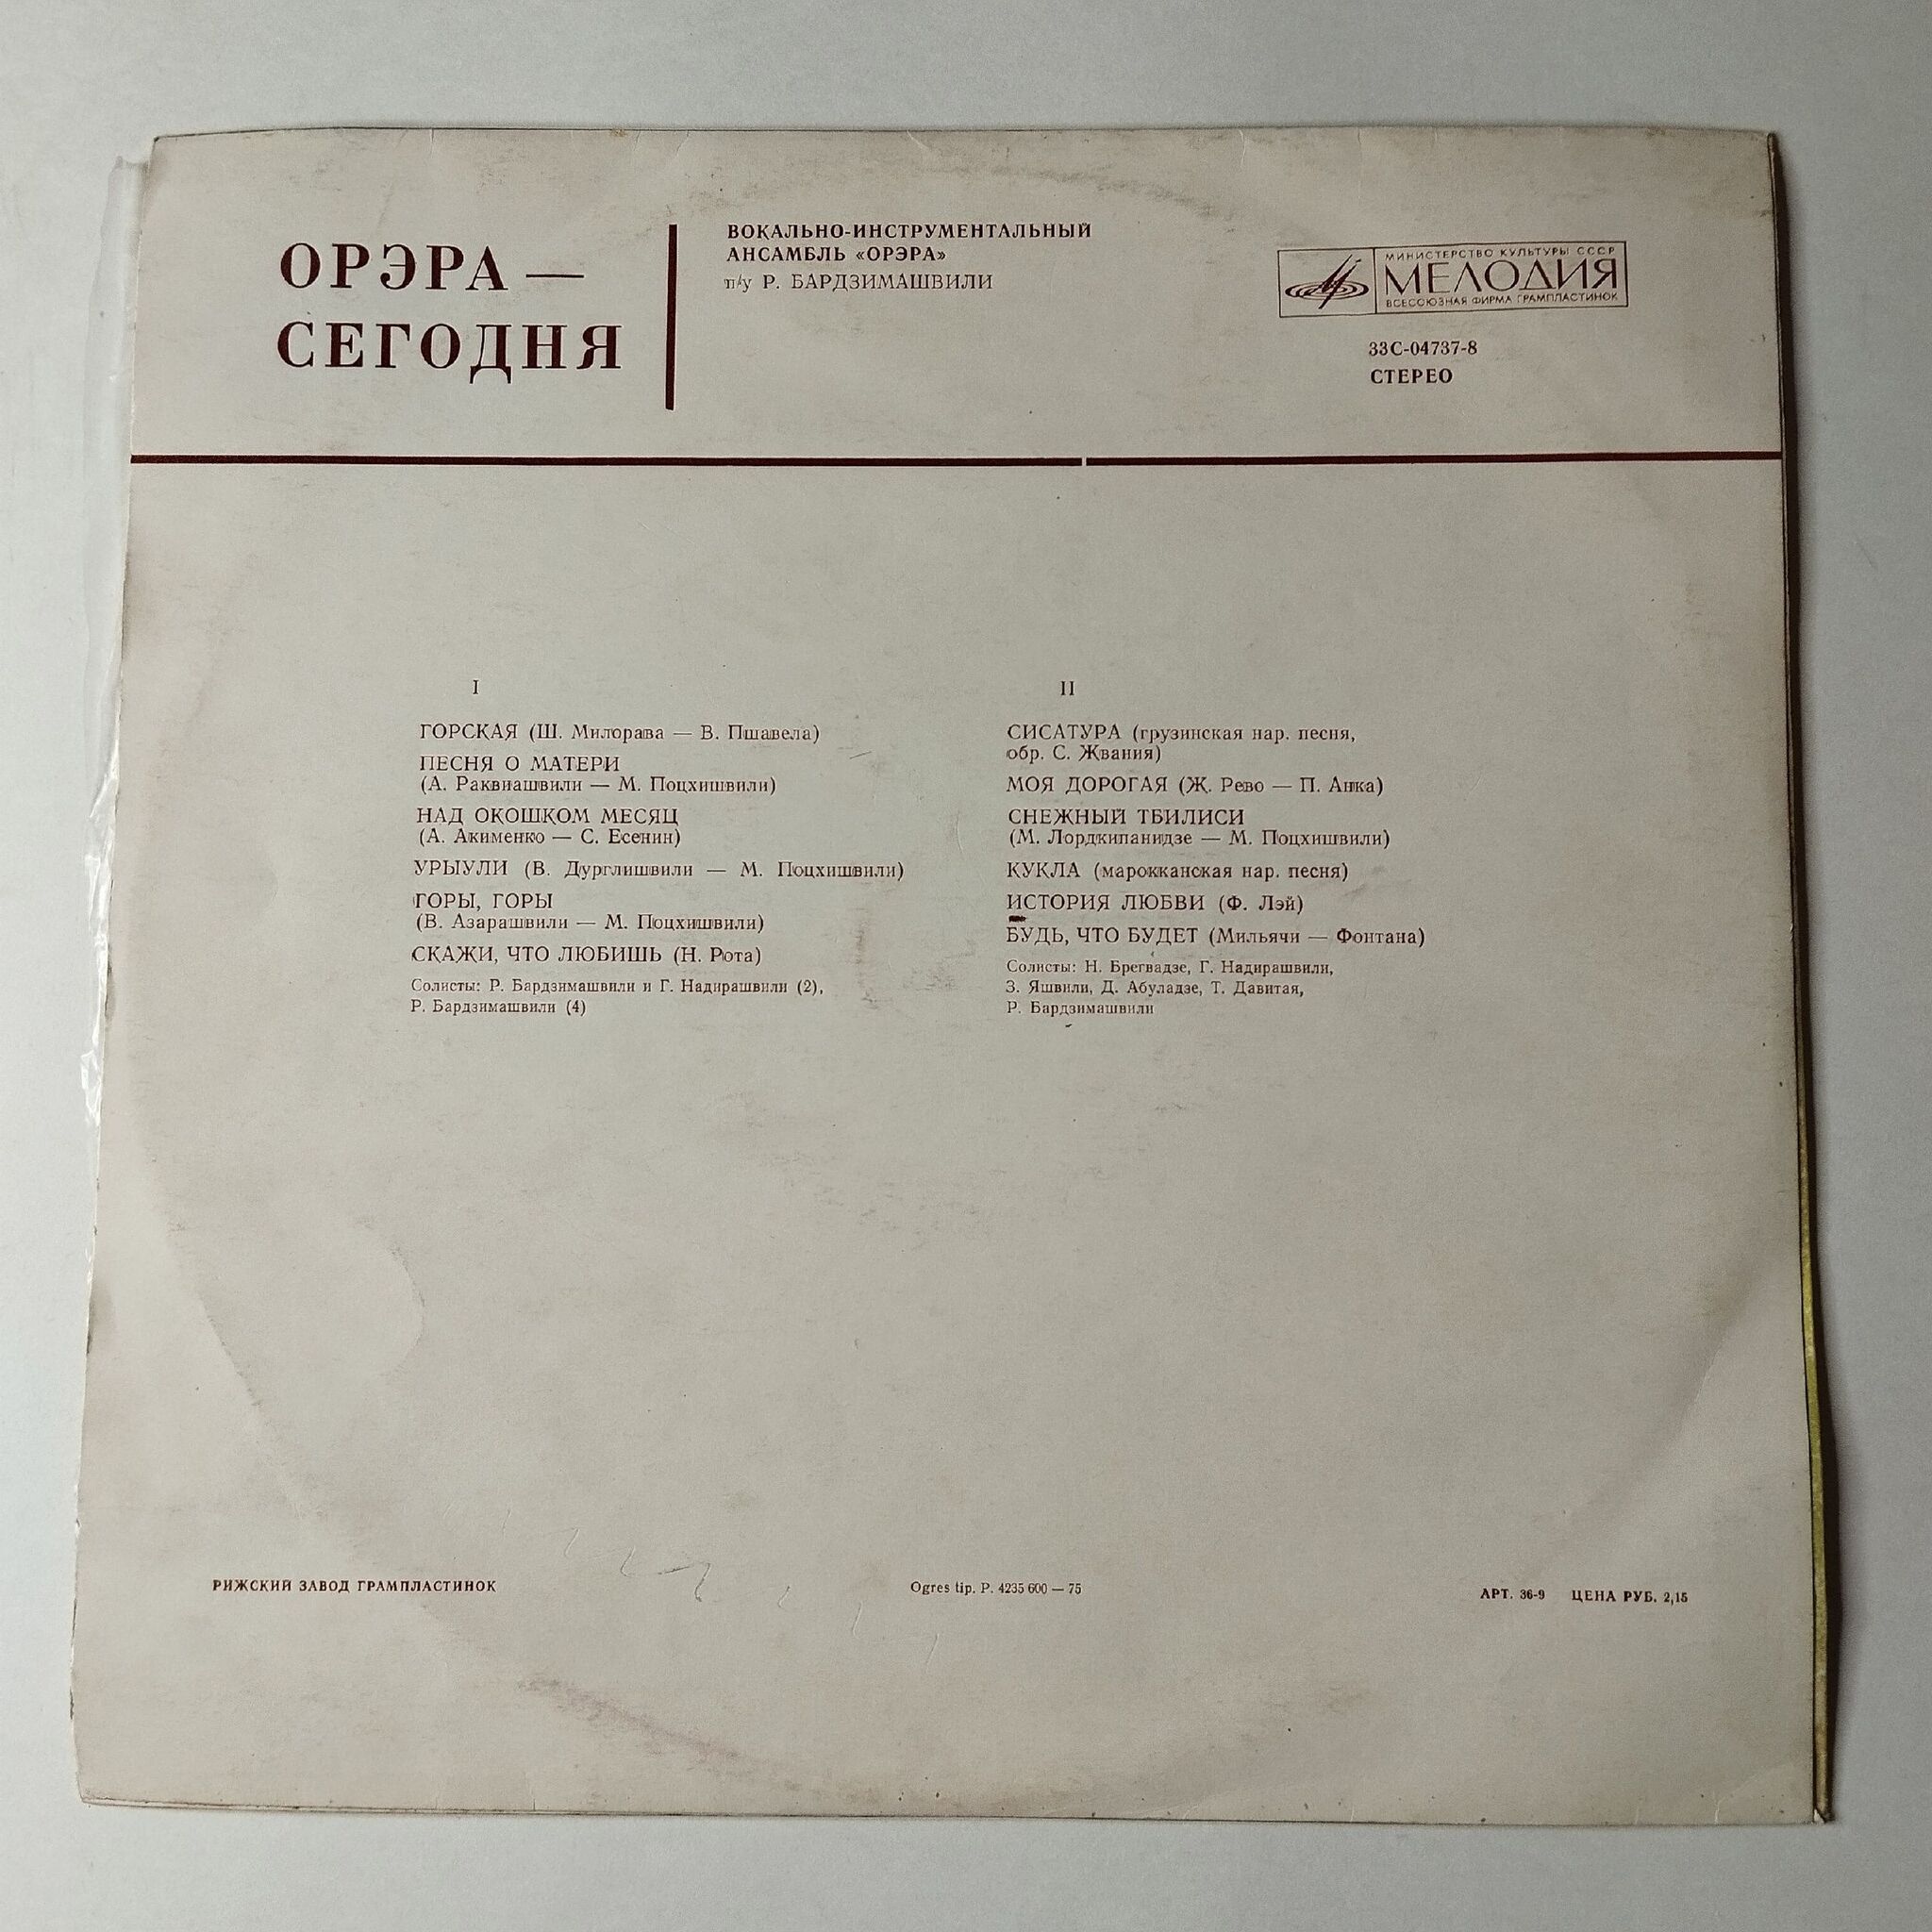 ОРЭРА —
СЕГОДНЯ
ВОКАЛЬНО-ИНСТРУМЕНТАЛЬНЫЙ
АНСАМБЛЬ «ОРЭРА»
п/у Р. БАРДЗИМАШВИЛИ
МИНИСТЕРСТВО КУЛЬТУРЫ СССР
МЕЛОДИЯ
ВСЕСОЮЗНАЯ ФИРМА ГРАМПЛАСТИНОК
33С-04737-8
СТЕРЕО
I
ГОРСКАЯ (Ш. Милорава — В. Пшавела)
ПЕСНЯ О МАТЕРИ
(А. Раквиашвили — М. Поцхишвили)
НАД ОКОШКОМ МЕСЯЦ
(А. Акименко — С. Есенин)
УРЫУЛИ (В. Дурглишвили — М. Поцхишвили)
ГОРЫ, ГОРЫ
(В. Азарашвили — М. Поцхишвили)
СКАЖИ, ЧТО ЛЮБИШЬ (Н. Рота)
Солисты: Р. Бардзимашвили и Г. Надирашвили (2),
Р. Бардзимашвили (4)
II
СИСАТУРА (грузинская нар. песня,
обр. С. Жвания)
МОЯ ДОРОГАЯ (Ж. Рево — П. Анка)
СНЕЖНЫЙ ТБИЛИСИ
(М. Лордкипанидзе — М. Поцхишвили)
КУКЛА (марокканская нар. песня)
ИСТОРИЯ ЛЮБВИ (Ф. Лэй)
БУДЬ, ЧТО БУДЕТ (Мильячи — Фонтана)
Солисты: Н. Брегвадзе, Г. Надирашвили,
З. Яшвили, Д. Абуладзе, Т. Давитая,
Р. Бардзимашвили
РИЖСКИЙ ЗАВОД ГРАМПЛАСТИНОК
Ogres tip. P. 4235 600 — 75
АРТ. 36-9 ЦЕНА РУБ. 2,15